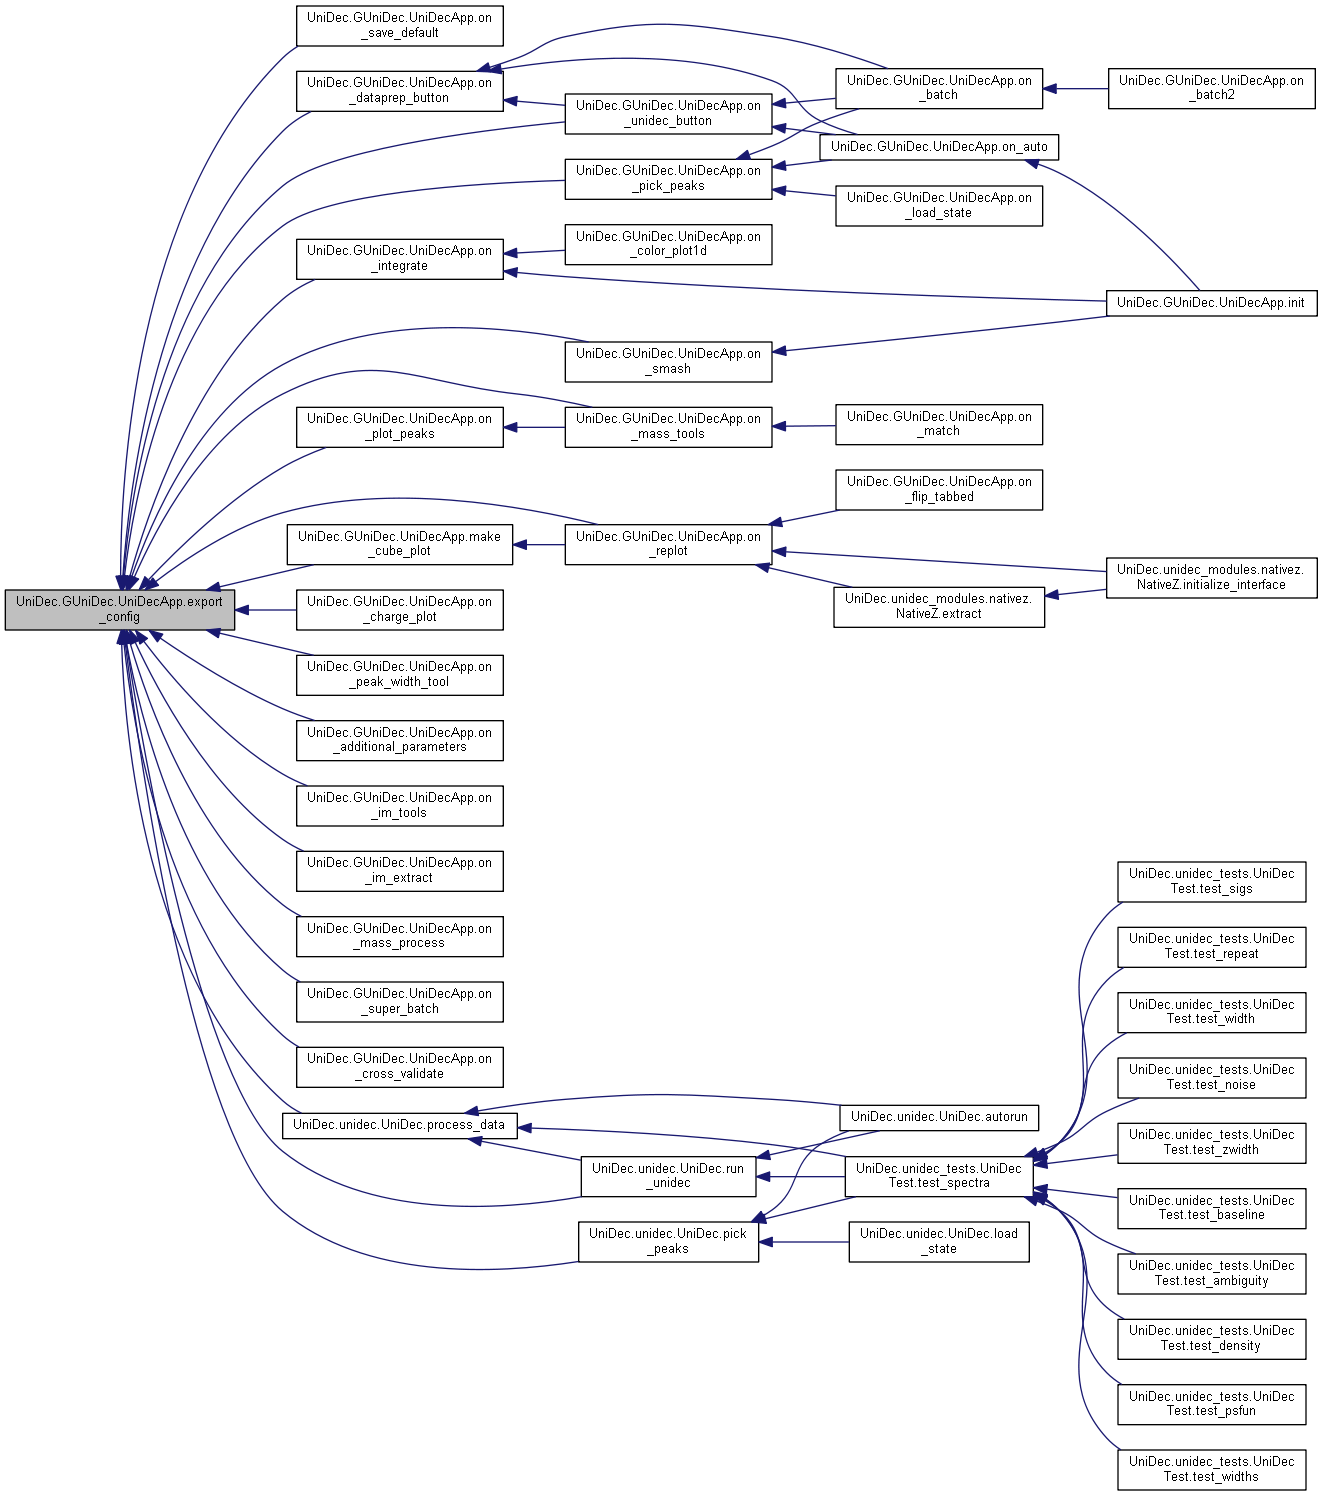 UniDec.GUniDec.UniDecApp.export
_config
UniDec.GUniDec.UniDecApp.on
_save_default
UniDec.GUniDec.UniDecApp.on
_dataprep_button
UniDec.GUniDec.UniDecApp.on
_unidec_button
UniDec.GUniDec.UniDecApp.on
_pick_peaks
UniDec.GUniDec.UniDecApp.on
_batch
UniDec.GUniDec.UniDecApp.on
_batch2
UniDec.GUniDec.UniDecApp.on_auto
UniDec.GUniDec.UniDecApp.on
_load_state
UniDec.GUniDec.UniDecApp.on
_integrate
UniDec.GUniDec.UniDecApp.on
_color_plot1d
UniDec.GUniDec.UniDecApp.init
UniDec.GUniDec.UniDecApp.on
_smash
UniDec.GUniDec.UniDecApp.on
_plot_peaks
UniDec.GUniDec.UniDecApp.on
_mass_tools
UniDec.GUniDec.UniDecApp.on
_match
UniDec.GUniDec.UniDecApp.on
_flip_tabbed
UniDec.GUniDec.UniDecApp.make
_cube_plot
UniDec.GUniDec.UniDecApp.on
_replot
UniDec.unidec_modules.nativez.
NativeZ.initialize_interface
UniDec.unidec_modules.nativez.
NativeZ.extract
UniDec.GUniDec.UniDecApp.on
_charge_plot
UniDec.GUniDec.UniDecApp.on
_peak_width_tool
UniDec.GUniDec.UniDecApp.on
_additional_parameters
UniDec.GUniDec.UniDecApp.on
_im_tools
UniDec.GUniDec.UniDecApp.on
_im_extract
UniDec.GUniDec.UniDecApp.on
_mass_process
UniDec.GUniDec.UniDecApp.on
_super_batch
UniDec.GUniDec.UniDecApp.on
_cross_validate
UniDec.unidec.UniDec.process_data
UniDec.unidec.UniDec.run
_unidec
UniDec.unidec.UniDec.pick
_peaks
UniDec.unidec.UniDec.autorun
UniDec.unidec_tests.UniDec
Test.test_spectra
UniDec.unidec.UniDec.load
_state
UniDec.unidec_tests.UniDec
Test.test_sigs
UniDec.unidec_tests.UniDec
Test.test_repeat
UniDec.unidec_tests.UniDec
Test.test_width
UniDec.unidec_tests.UniDec
Test.test_noise
UniDec.unidec_tests.UniDec
Test.test_zwidth
UniDec.unidec_tests.UniDec
Test.test_baseline
UniDec.unidec_tests.UniDec
Test.test_ambiguity
UniDec.unidec_tests.UniDec
Test.test_density
UniDec.unidec_tests.UniDec
Test.test_psfun
UniDec.unidec_tests.UniDec
Test.test_widths